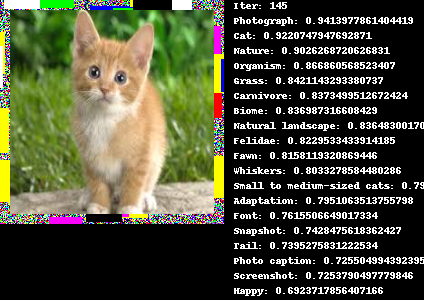 Iter: 145
Photograph: 0.9413977861404419
Cat: 0.9220747947692871
Nature: 0.9026268720626831
Organism: 0.866860568523407
Grass: 0.8421143293380737
Carnivore: 0.8373499512672424
Biome: 0.836987316608429
Natural landscape: 0.83648300170
Felidae: 0.8229533433914185
Fawn: 0.8158119320869446
Whiskers: 0.8033278584480286
Small to medium-sized cats: 0.79
Adaptation: 0.7951063513755798
Font: 0.7615506649017334
Snapshot: 0.7428475618362427
Tail: 0.7395275831222534
Photo caption: 0.725504994392395
Screenshot: 0.7253790497779846
Happy: 0.6923717856407166